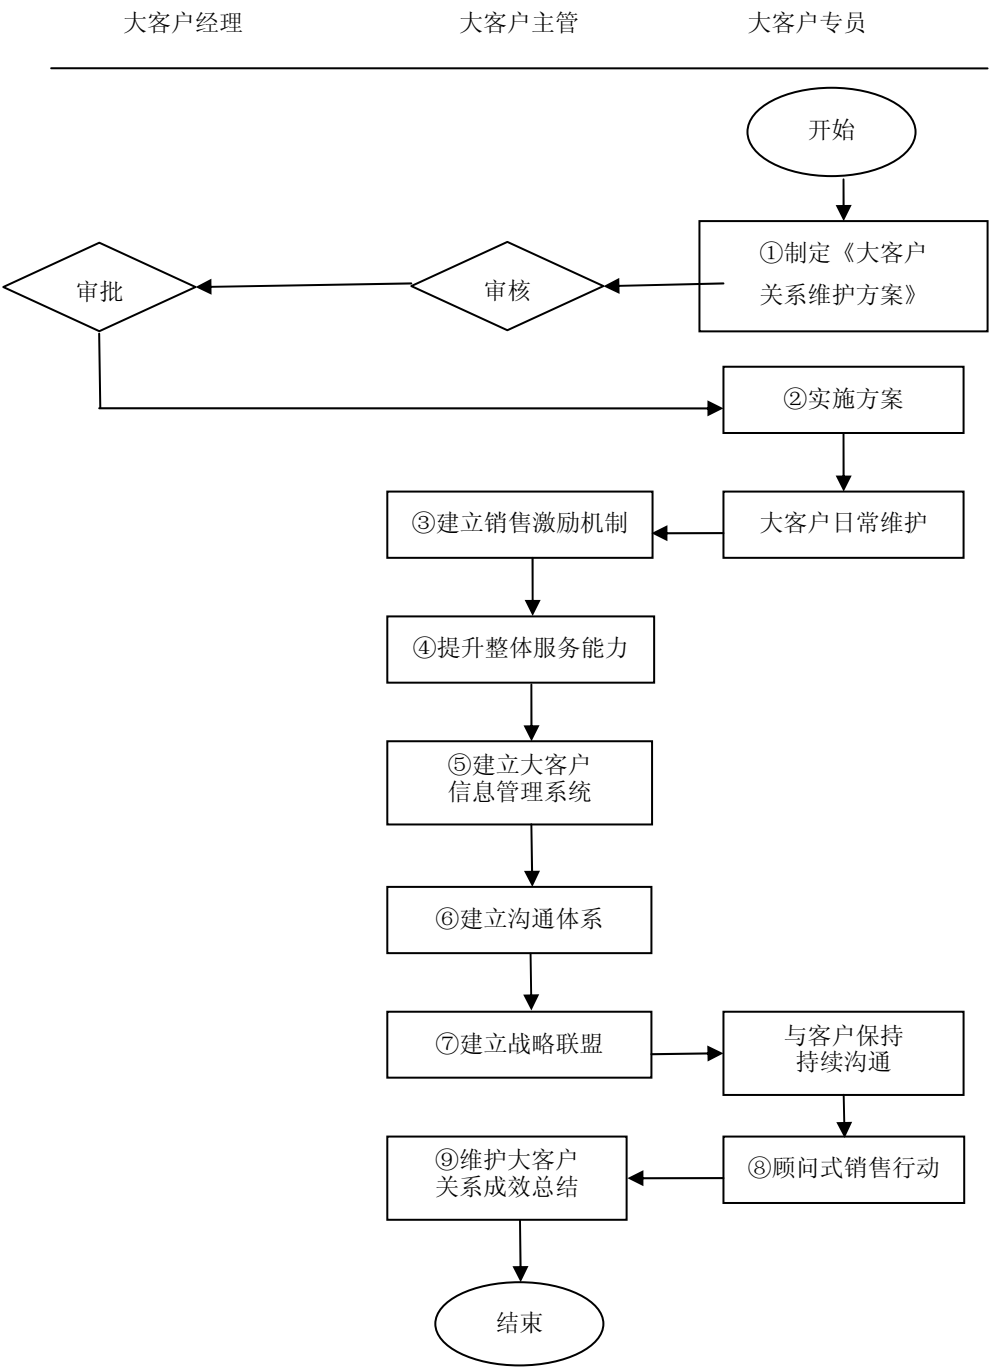 大客户经理
大客户主管
大客户专员
开始
①制定《大客户
关系维护方案》
审核
审批
②实施方案
大客户日常维护
③建立销售激励机制
④提升整体服务能力
⑤建立大客户
信息管理系统
⑥建立沟通体系
⑦建立战略联盟
与客户保持
持续沟通
⑧顾问式销售行动
⑨维护大客户
关系成效总结
结束